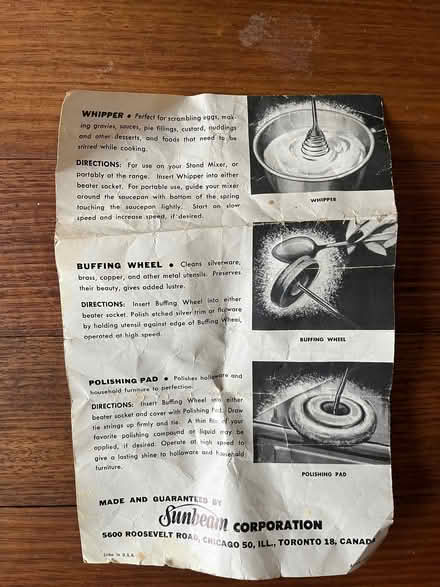 WHIPPER • Perfect for scrambling eggs, mak-
ing gravies, sauces, pie fillings, custard, puddings
and other desserts, and foods that need to be
stirred while cooking.
DIRECTIONS: For use on your Stand Mixer, or
portably at the range. Insert Whipper into either
beater socket. For portable use, guide your mixer
around the saucepan with bottom of the spring
touching the saucepan lightly. Start on slow
speed and increase speed, if desired.
WHIPPER
BUFFING WHEEL • Cleans silverware,
brass, copper, and other metal utensils. Preserves
their beauty, gives added lustre.
DIRECTIONS: Insert Buffing Wheel into either
beater socket. Polish etched silver trim or flatware
by holding utensil against edge of Buffing Wheel,
operated at high speed.
BUFFING WHEEL
POLISHING PAD • Polishes holloware and
household furniture to perfection.
DIRECTIONS: Insert Buffing Wheel into either
beater socket and cover with Polishing Pad. Draw
tie strings up firmly and tie. A thin film of your
favorite polishing compound or liquid may be
applied, if desired. Operate at high speed to
give a lasting shine to holloware and household
furniture.
POLISHING PAD
MADE AND GUARANTEED BY
Sunbeam CORPORATION
5600 ROOSEVELT ROAD, CHICAGO 50, ILL., TORONTO 18, CANADA
Litho in U.S.A.